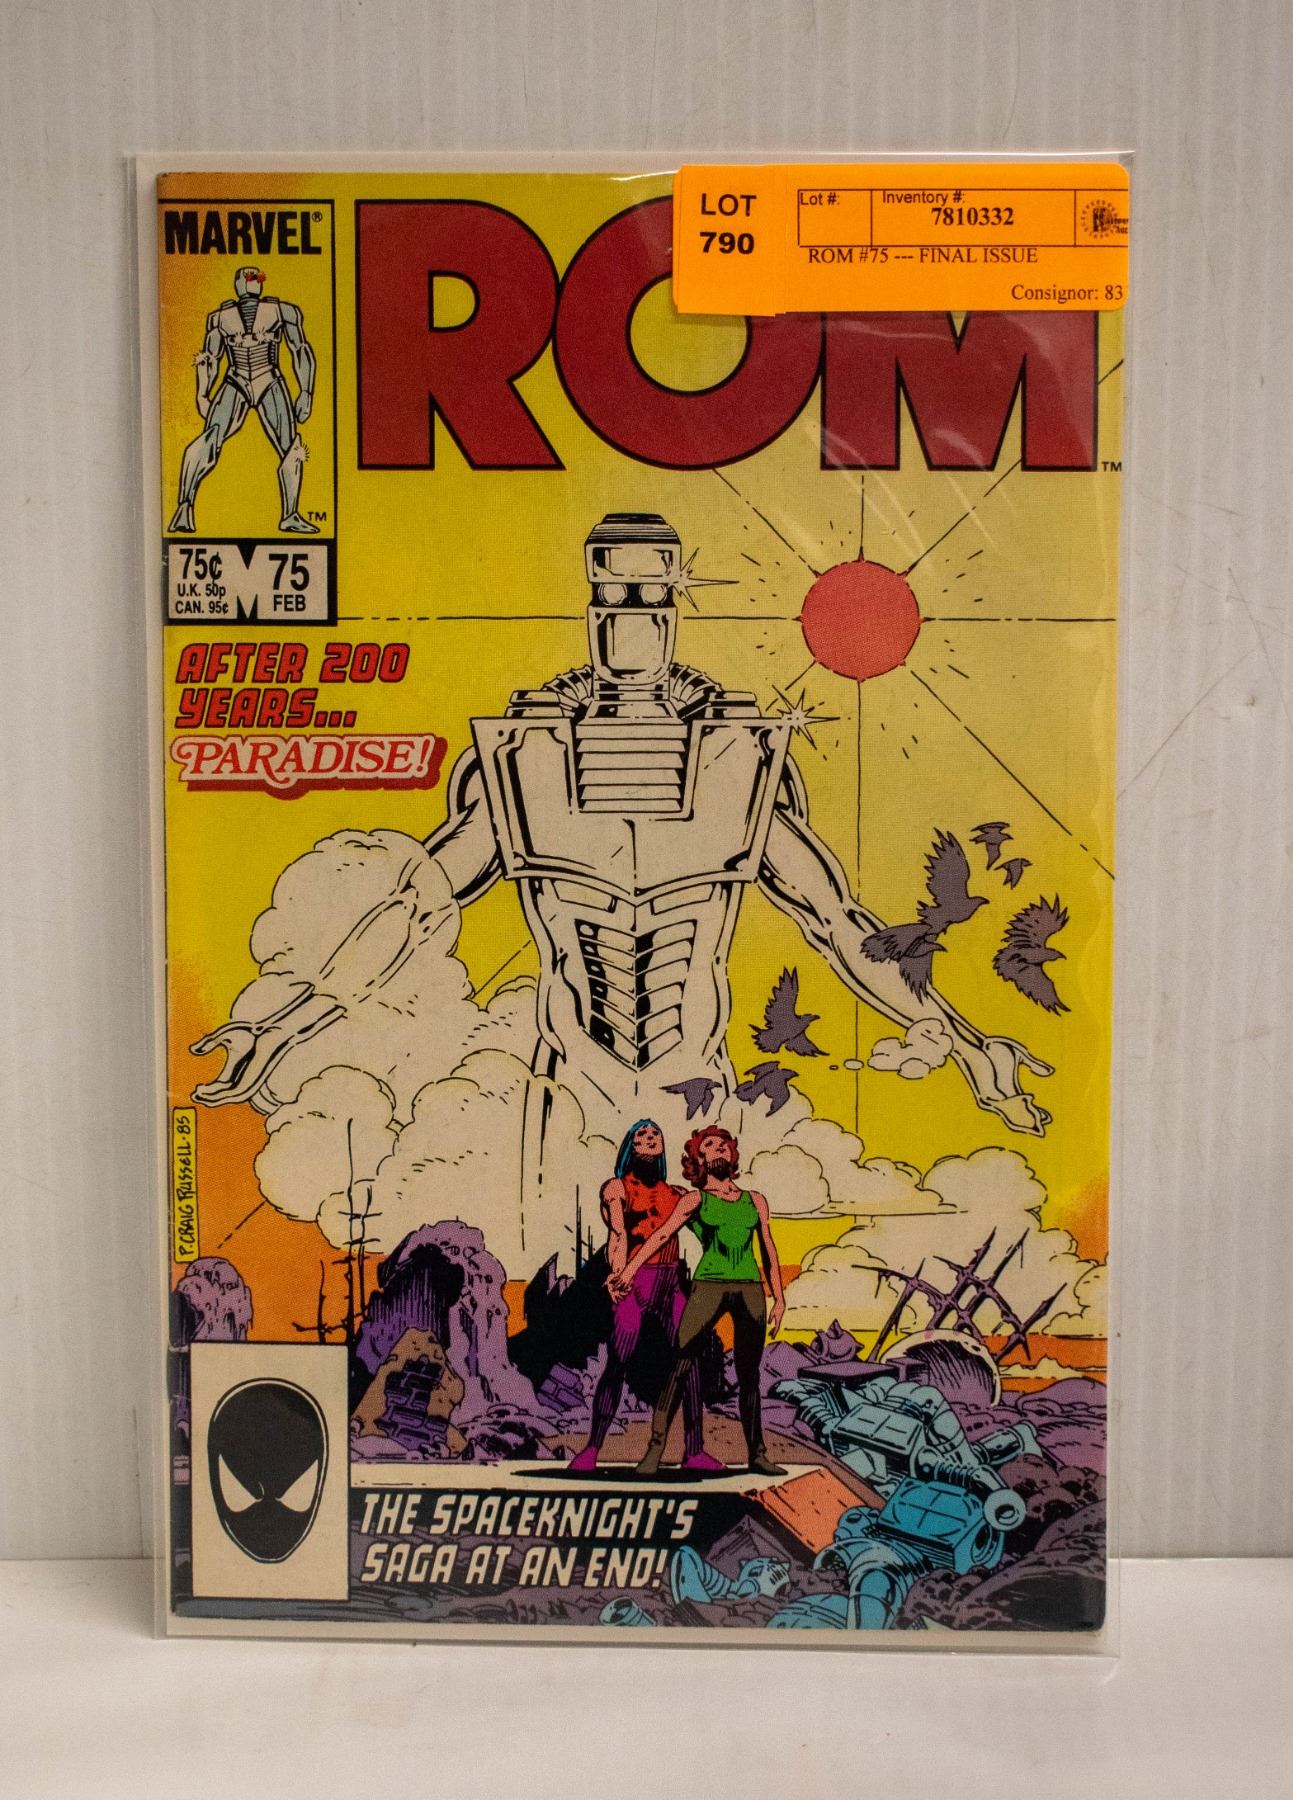 MARVEL®
ROM
TM
LOT
790
Lot #:
Inventory #:
7810332
ROM #75 --- FINAL ISSUE
Consignor: 83
TM
75¢
U.K. 50p
CAN. 95¢
M
75
FEB
AFTER 200
YEARS...
PARADISE!
P. CRAIG RUSSELL · 85
THE SPACEKNIGHT'S
SAGA AT AN END!